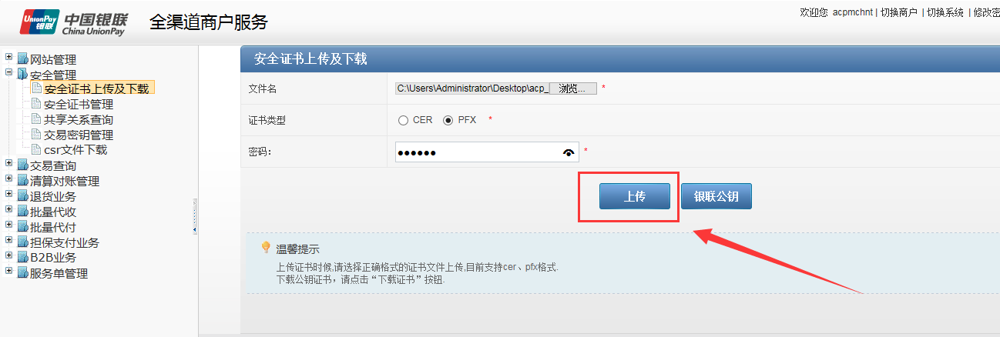 UnionPay 银联 中国银联 China UnionPay 全渠道商户服务
欢迎您 acpmchnt | 切换商户 | 切换系统 | 修改密
网站管理
安全管理
安全证书上传及下载
安全证书管理
共享关系查询
交易密钥管理
csr文件下载
交易查询
清算对账管理
退货业务
批量代收
批量代付
担保支付业务
B2B业务
服务单管理
安全证书上传及下载
文件名 C:\Users\Administrator\Desktop\acp_ 浏览... *
证书类型 CER PFX *
密码： ●●●●●● *
上传 银联公钥
温馨提示
上传证书时候,请选择正确格式的证书文件上传,目前支持cer、pfx格式.
下载公钥证书，请点击“下载证书”按钮.